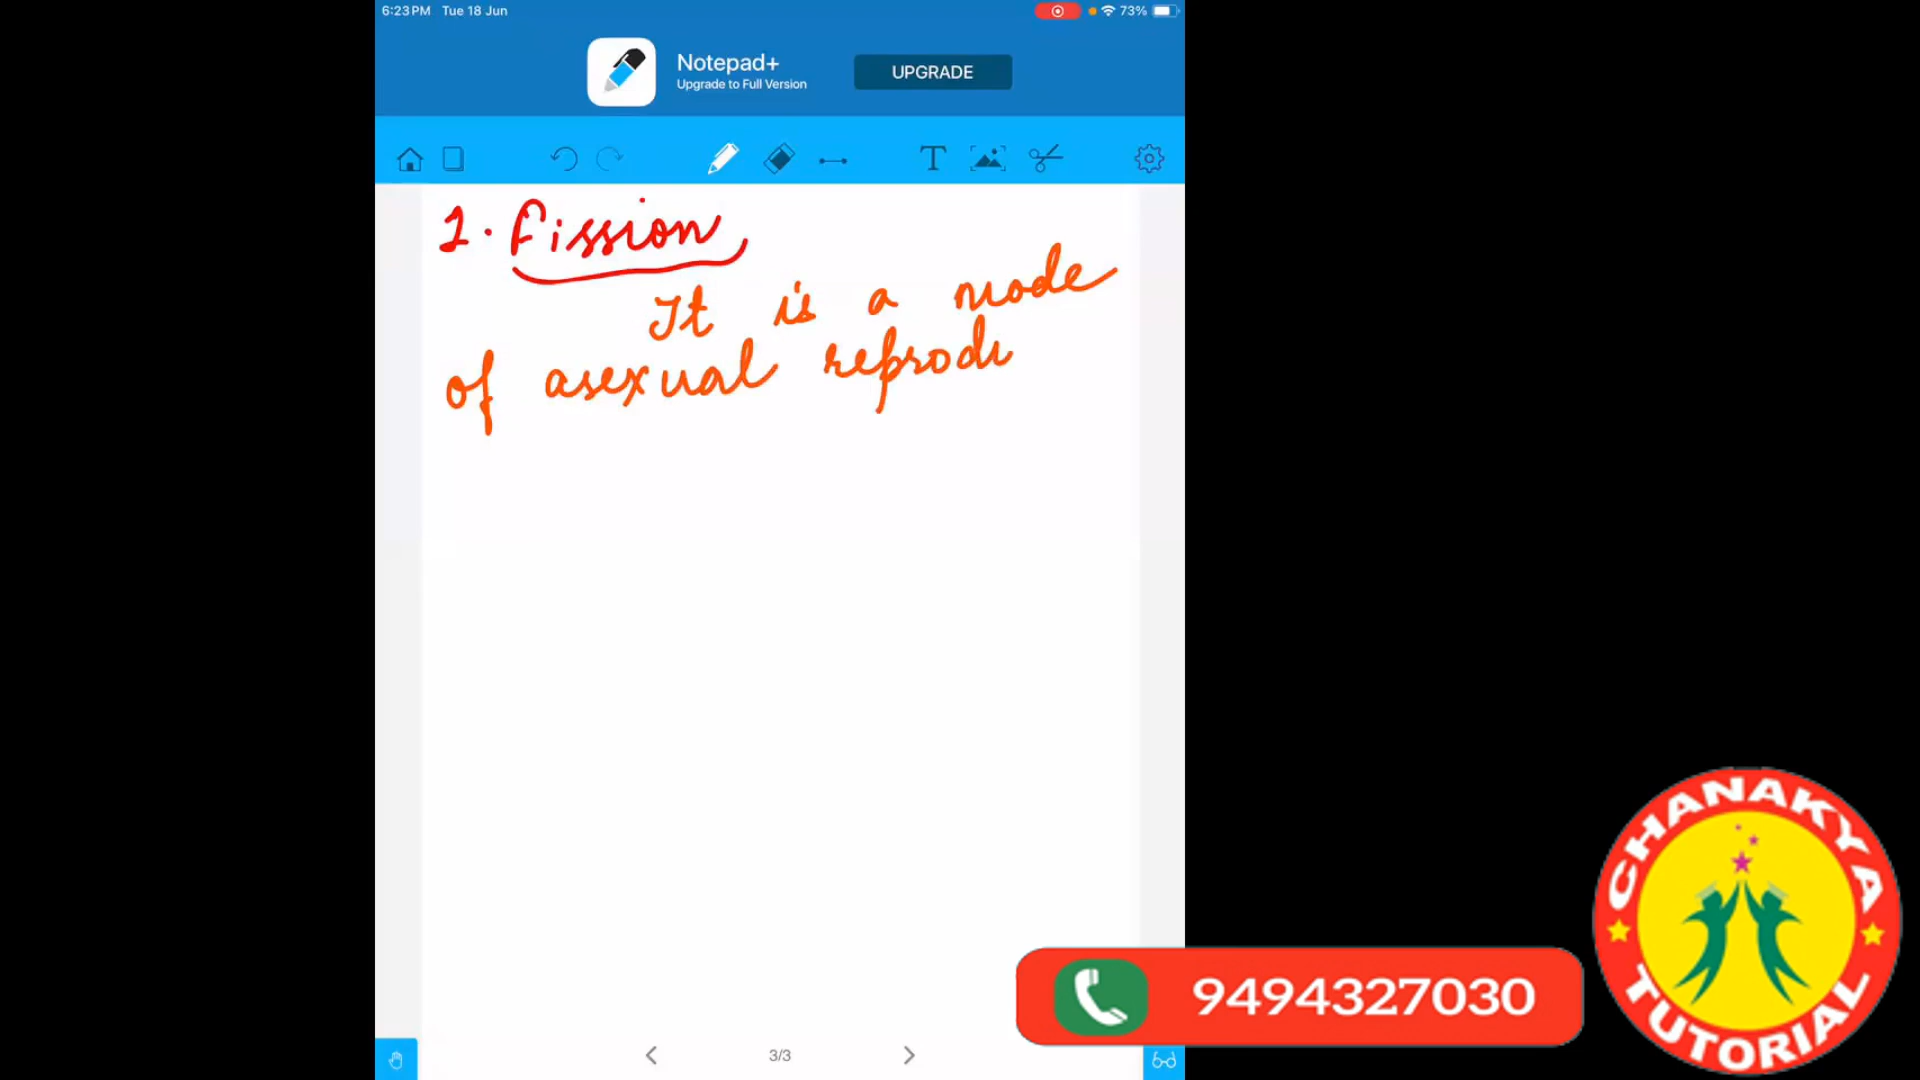 6:23 PM Tue 18 Jun 73%
Notepad+
Upgrade to Full Version
UPGRADE
T
1. Fission
It is a mode
of asexual reprodu
3/3
9494327030
CHANAKYA
TUTORIAL